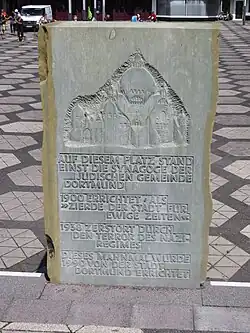 AUF DIESEM PLATZ STAND
EINST DIE SYNAGOGE DER
JÜDISCHEN GEMEINDE
DORTMUND
1900 ERRICHTET ALS
»ZIERDE DER STADT FÜR
EWIGE ZEITEN«
1938 ZERSTÖRT DURCH
DEN TERROR DES NAZI
REGIMES
DIESES MAHNMAL WURDE
DORTMUND ERRICHTET